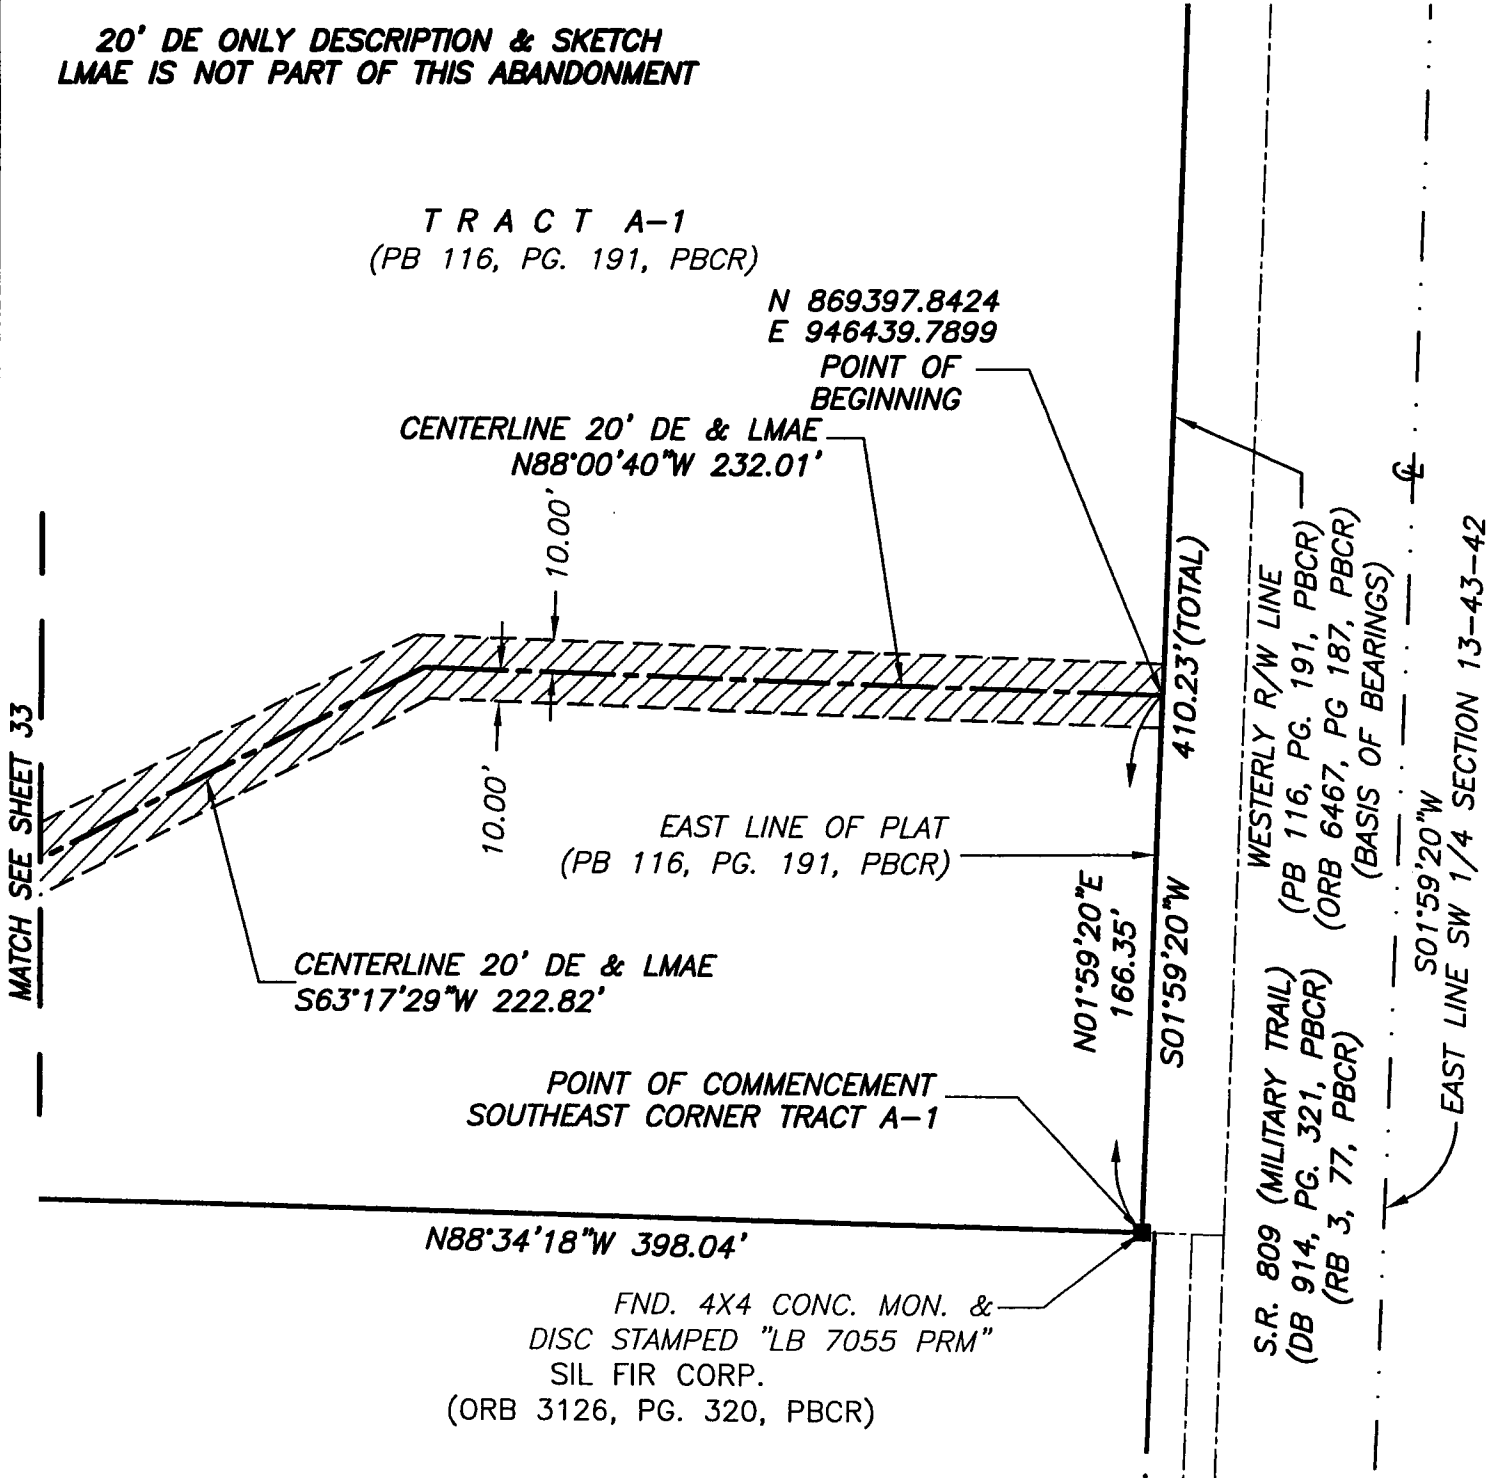 20' DE ONLY DESCRIPTION & SKETCH
LMAE IS NOT PART OF THIS ABANDONMENT
TRACT A-1
(PB 116, PG. 191, PBCR)
N 869397.8424
E 946439.7899
POINT OF
BEGINNING
CENTERLINE 20' DE & LMAE
N88°00'40"W 232.01'
10.00'
10.00'
MATCH SEE SHEET 33
EAST LINE OF PLAT
(PB 116, PG. 191, PBCR)
CENTERLINE 20' DE & LMAE
S63°17'29"W 222.82'
POINT OF COMMENCEMENT
SOUTHEAST CORNER TRACT A-1
N88°34'18"W 398.04'
FND. 4X4 CONC. MON. &
DISC STAMPED "LB 7055 PRM"
SIL FIR CORP.
(ORB 3126, PG. 320, PBCR)
N01°59'20"E
166.35'
S01°59'20"W
410.23'(TOTAL)
WESTERLY R/W LINE
(PB 116, PG. 191, PBCR)
(ORB 6467, PG 187, PBCR)
(BASIS OF BEARINGS)
S.R. 809 (MILITARY TRAIL)
(DB 914, PG. 321, PBCR)
(RB 3, 77, PBCR)
℄
S01°59'20"W
EAST LINE SW 1/4 SECTION 13-43-42